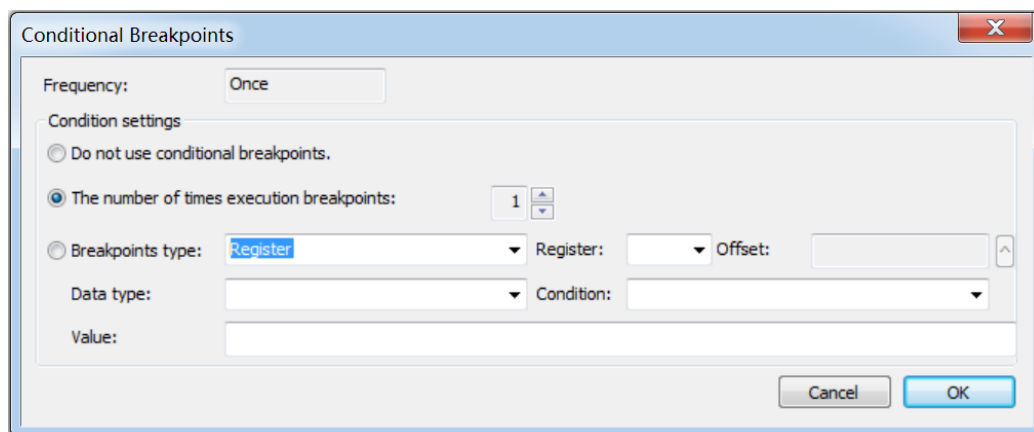 Conditional Breakpoints
Frequency: Once
Condition settings
Do not use conditional breakpoints.
The number of times execution breakpoints: 1
Breakpoints type: Register Register: Offset:
Data type: Condition:
Value:
Cancel OK